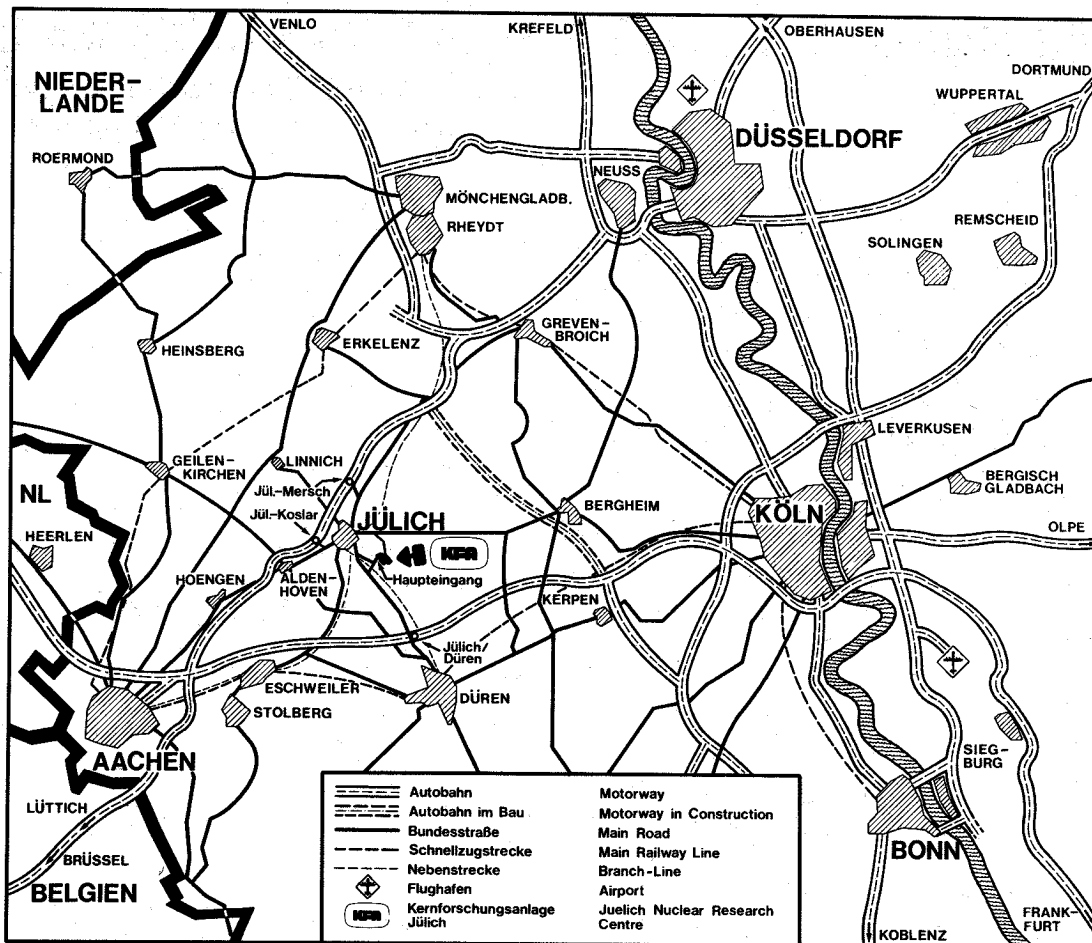 VENLO
KREFELD
OBERHAUSEN
DORTMUND
NIEDER-
LANDE
WUPPERTAL
DÜSSELDORF
ROERMOND
NEUSS
MÖNCHENGLADB.
RHEYDT
REMSCHEID
SOLINGEN
GREVEN-
BROICH
ERKELENZ
HEINSBERG
LEVERKUSEN
GEILEN-
KIRCHEN
LINNICH
BERGISCH
GLADBACH
NL
Jül.-Mersch
BERGHEIM
Jül.-Koslar
JÜLICH
KÖLN
OLPE
HEERLEN
KFA
Haupteingang
HOENGEN
ALDEN-
HOVEN
KERPEN
Jülich/
Düren
ESCHWEILER
DÜREN
STOLBERG
AACHEN
SIEG-
BURG
LÜTTICH
BRÜSSEL
BELGIEN
BONN
FRANK-
FURT
KOBLENZ
Autobahn Motorway
Autobahn im Bau Motorway in Construction
Bundesstraße Main Road
Schnellzugstrecke Main Railway Line
Nebenstrecke Branch-Line
Flughafen Airport
KFA Kernforschungsanlage Juelich Nuclear Research
Jülich Centre